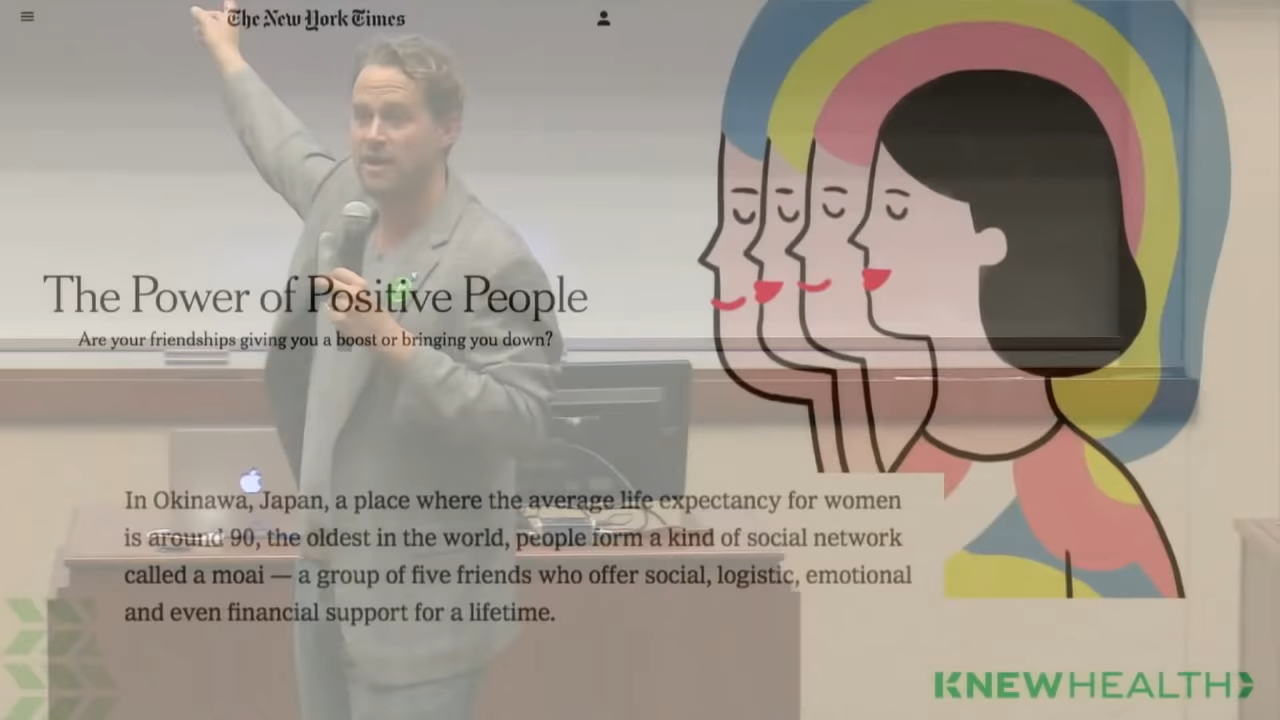 The New York Times
The Power of Positive People
Are your friendships giving you a boost or bringing you down?
In Okinawa, Japan, a place where the average life expectancy for women
is around 90, the oldest in the world, people form a kind of social network
called a moai — a group of five friends who offer social, logistic, emotional
and even financial support for a lifetime.
KNEWHEALTH